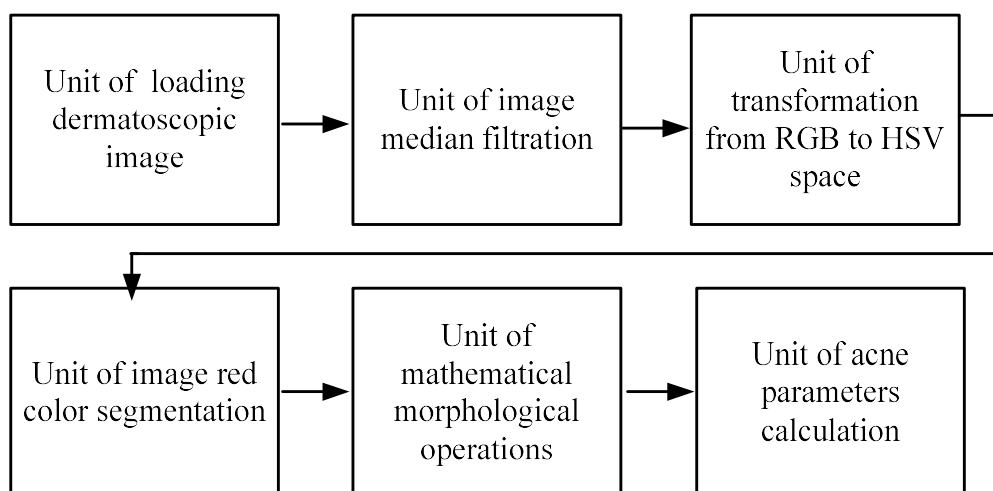 Unit of loading
dermatoscopic
image
Unit of image
median filtration
Unit of
transformation
from RGB to HSV
space
Unit of image red
color segmentation
Unit of
mathematical
morphological
operations
Unit of acne
parameters
calculation